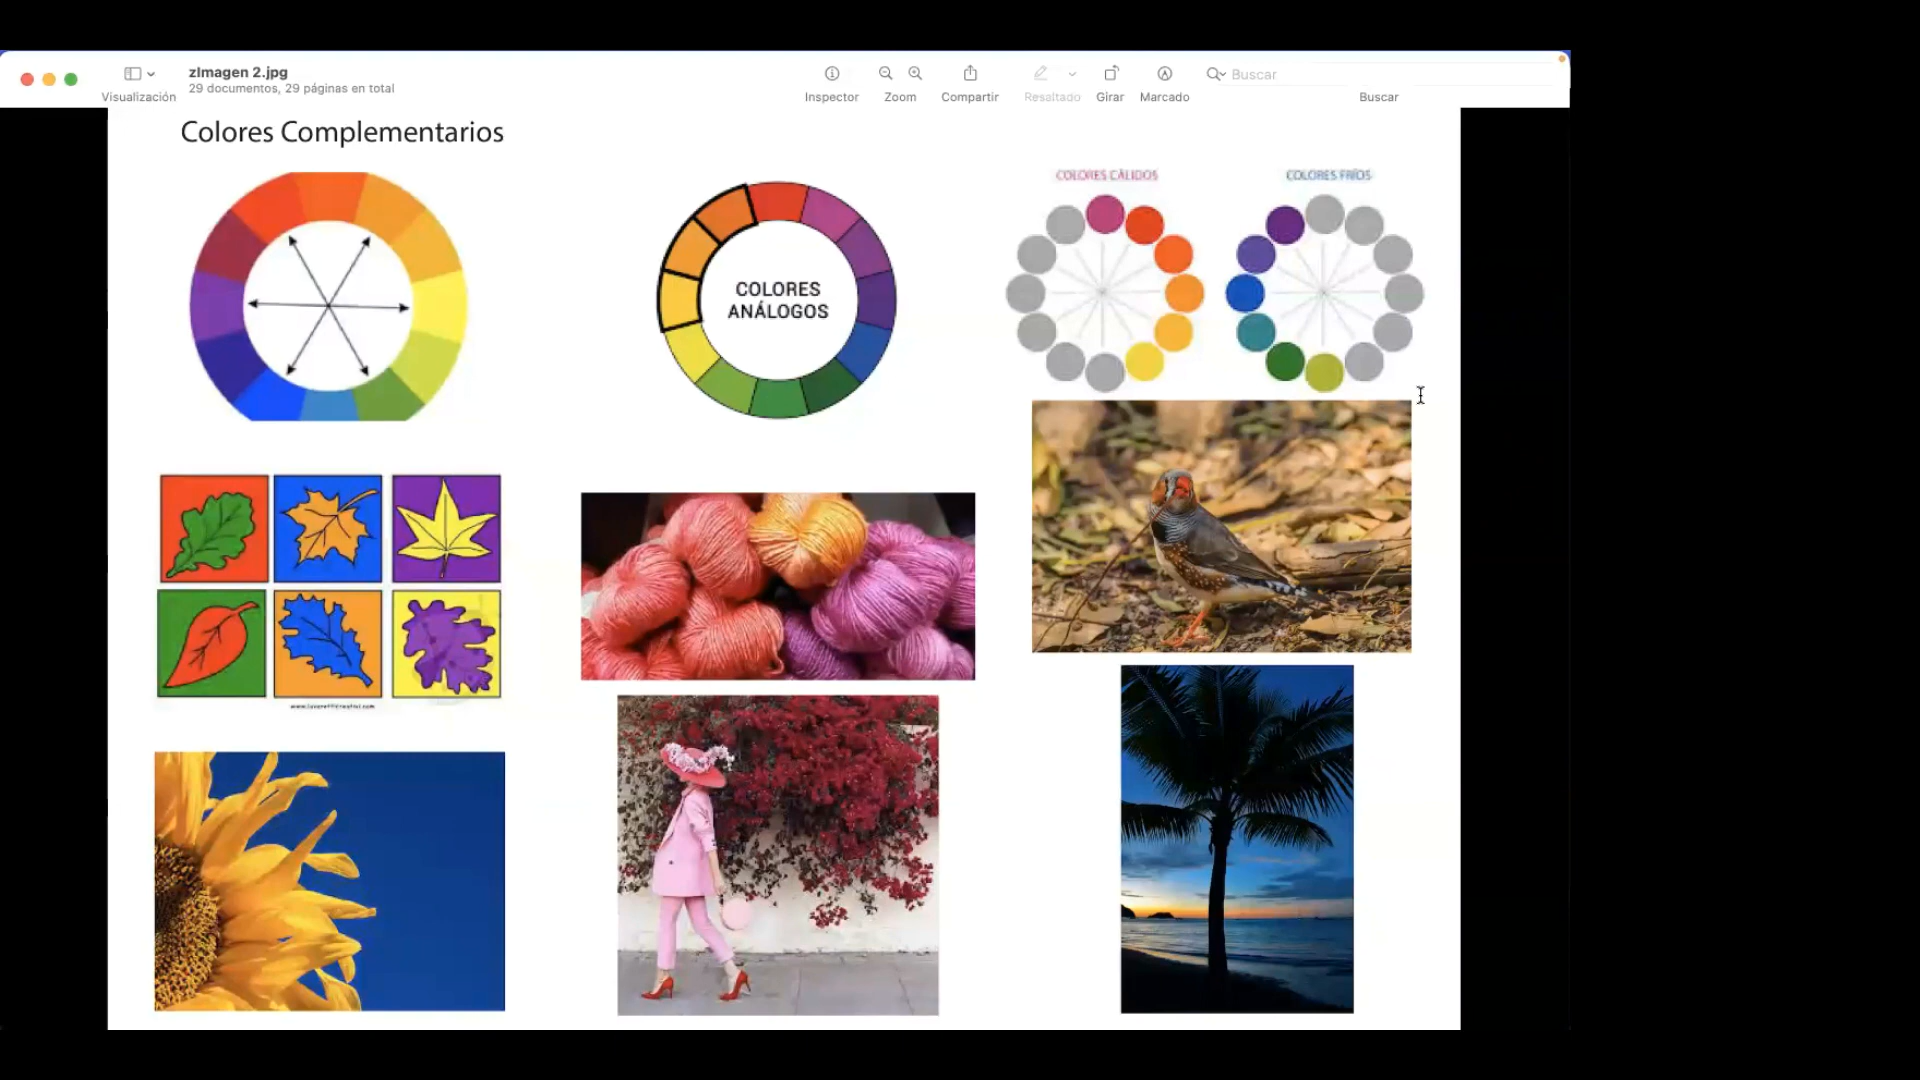 zImagen 2.jpg
29 documentos, 29 páginas en total
Visualización
Inspector
Zoom
Compartir
Resaltado
Girar
Marcado
Buscar
Buscar
Colores Complementarios
COLORES
ANÁLOGOS
COLORES CÁLIDOS
COLORES FRÍOS